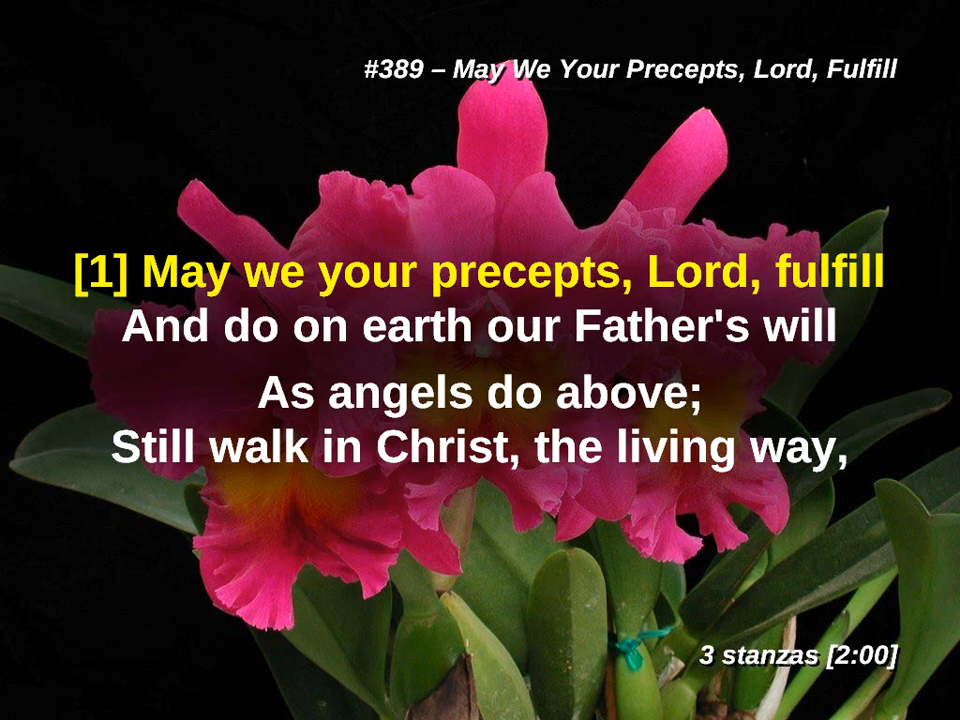 #389 – May We Your Precepts, Lord, Fulfill
[1] May we your precepts, Lord, fulfill
And do on earth our Father's will
As angels do above;
Still walk in Christ, the living way,
3 stanzas [2:00]